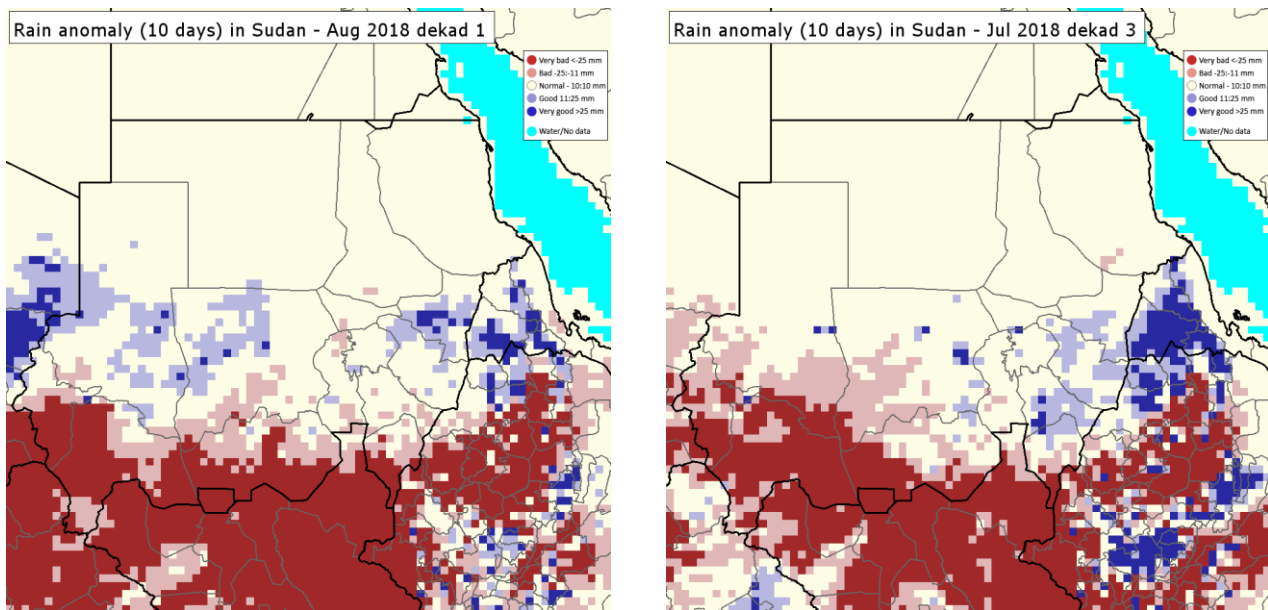 Rain anomaly (10 days) in Sudan - Aug 2018 dekad 1
Very bad <-25 mm
Bad -25:-11 mm
Normal - 10:10 mm
Good 11:25 mm
Very good >25 mm
Water/No data
Rain anomaly (10 days) in Sudan - Jul 2018 dekad 3
Very bad <-25 mm
Bad -25:-11 mm
Normal - 10:10 mm
Good 11:25 mm
Very good >25 mm
Water/No data